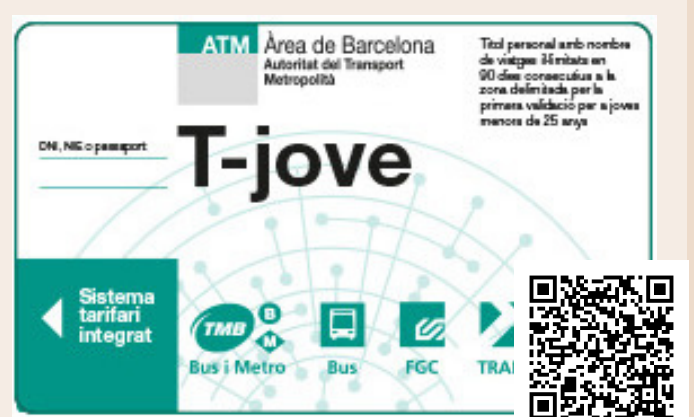 ATM Àrea de Barcelona
Autoritat del Transport
Metropolità
Títol personal amb nombre
de viatges il·limitats en
90 dies consecutius a la
zona delimitada per la
primera validació per a joves
menors de 25 anys
DNI, NIE o passaport
T-jove
Sistema
tarifari
integrat
TMB
B
M
Bus i Metro
Bus
FGC